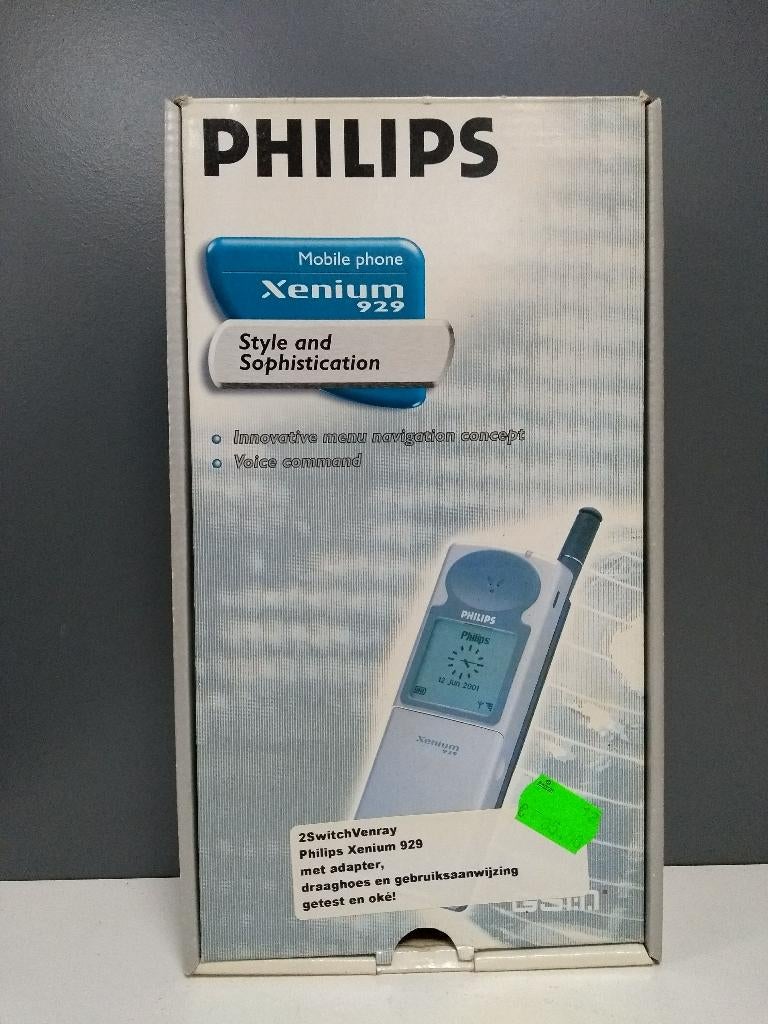 PHILIPS
Mobile phone
Xenium
929
Style and
Sophistication
Innovative menu navigation concept
Voice command
PHILIPS
Philips
12 Jun 2001
Xenium
929
2SwitchVenray
Philips Xenium 929
met adapter,
draaghoes en gebruiksaanwijzing
getest en oké!
GSM